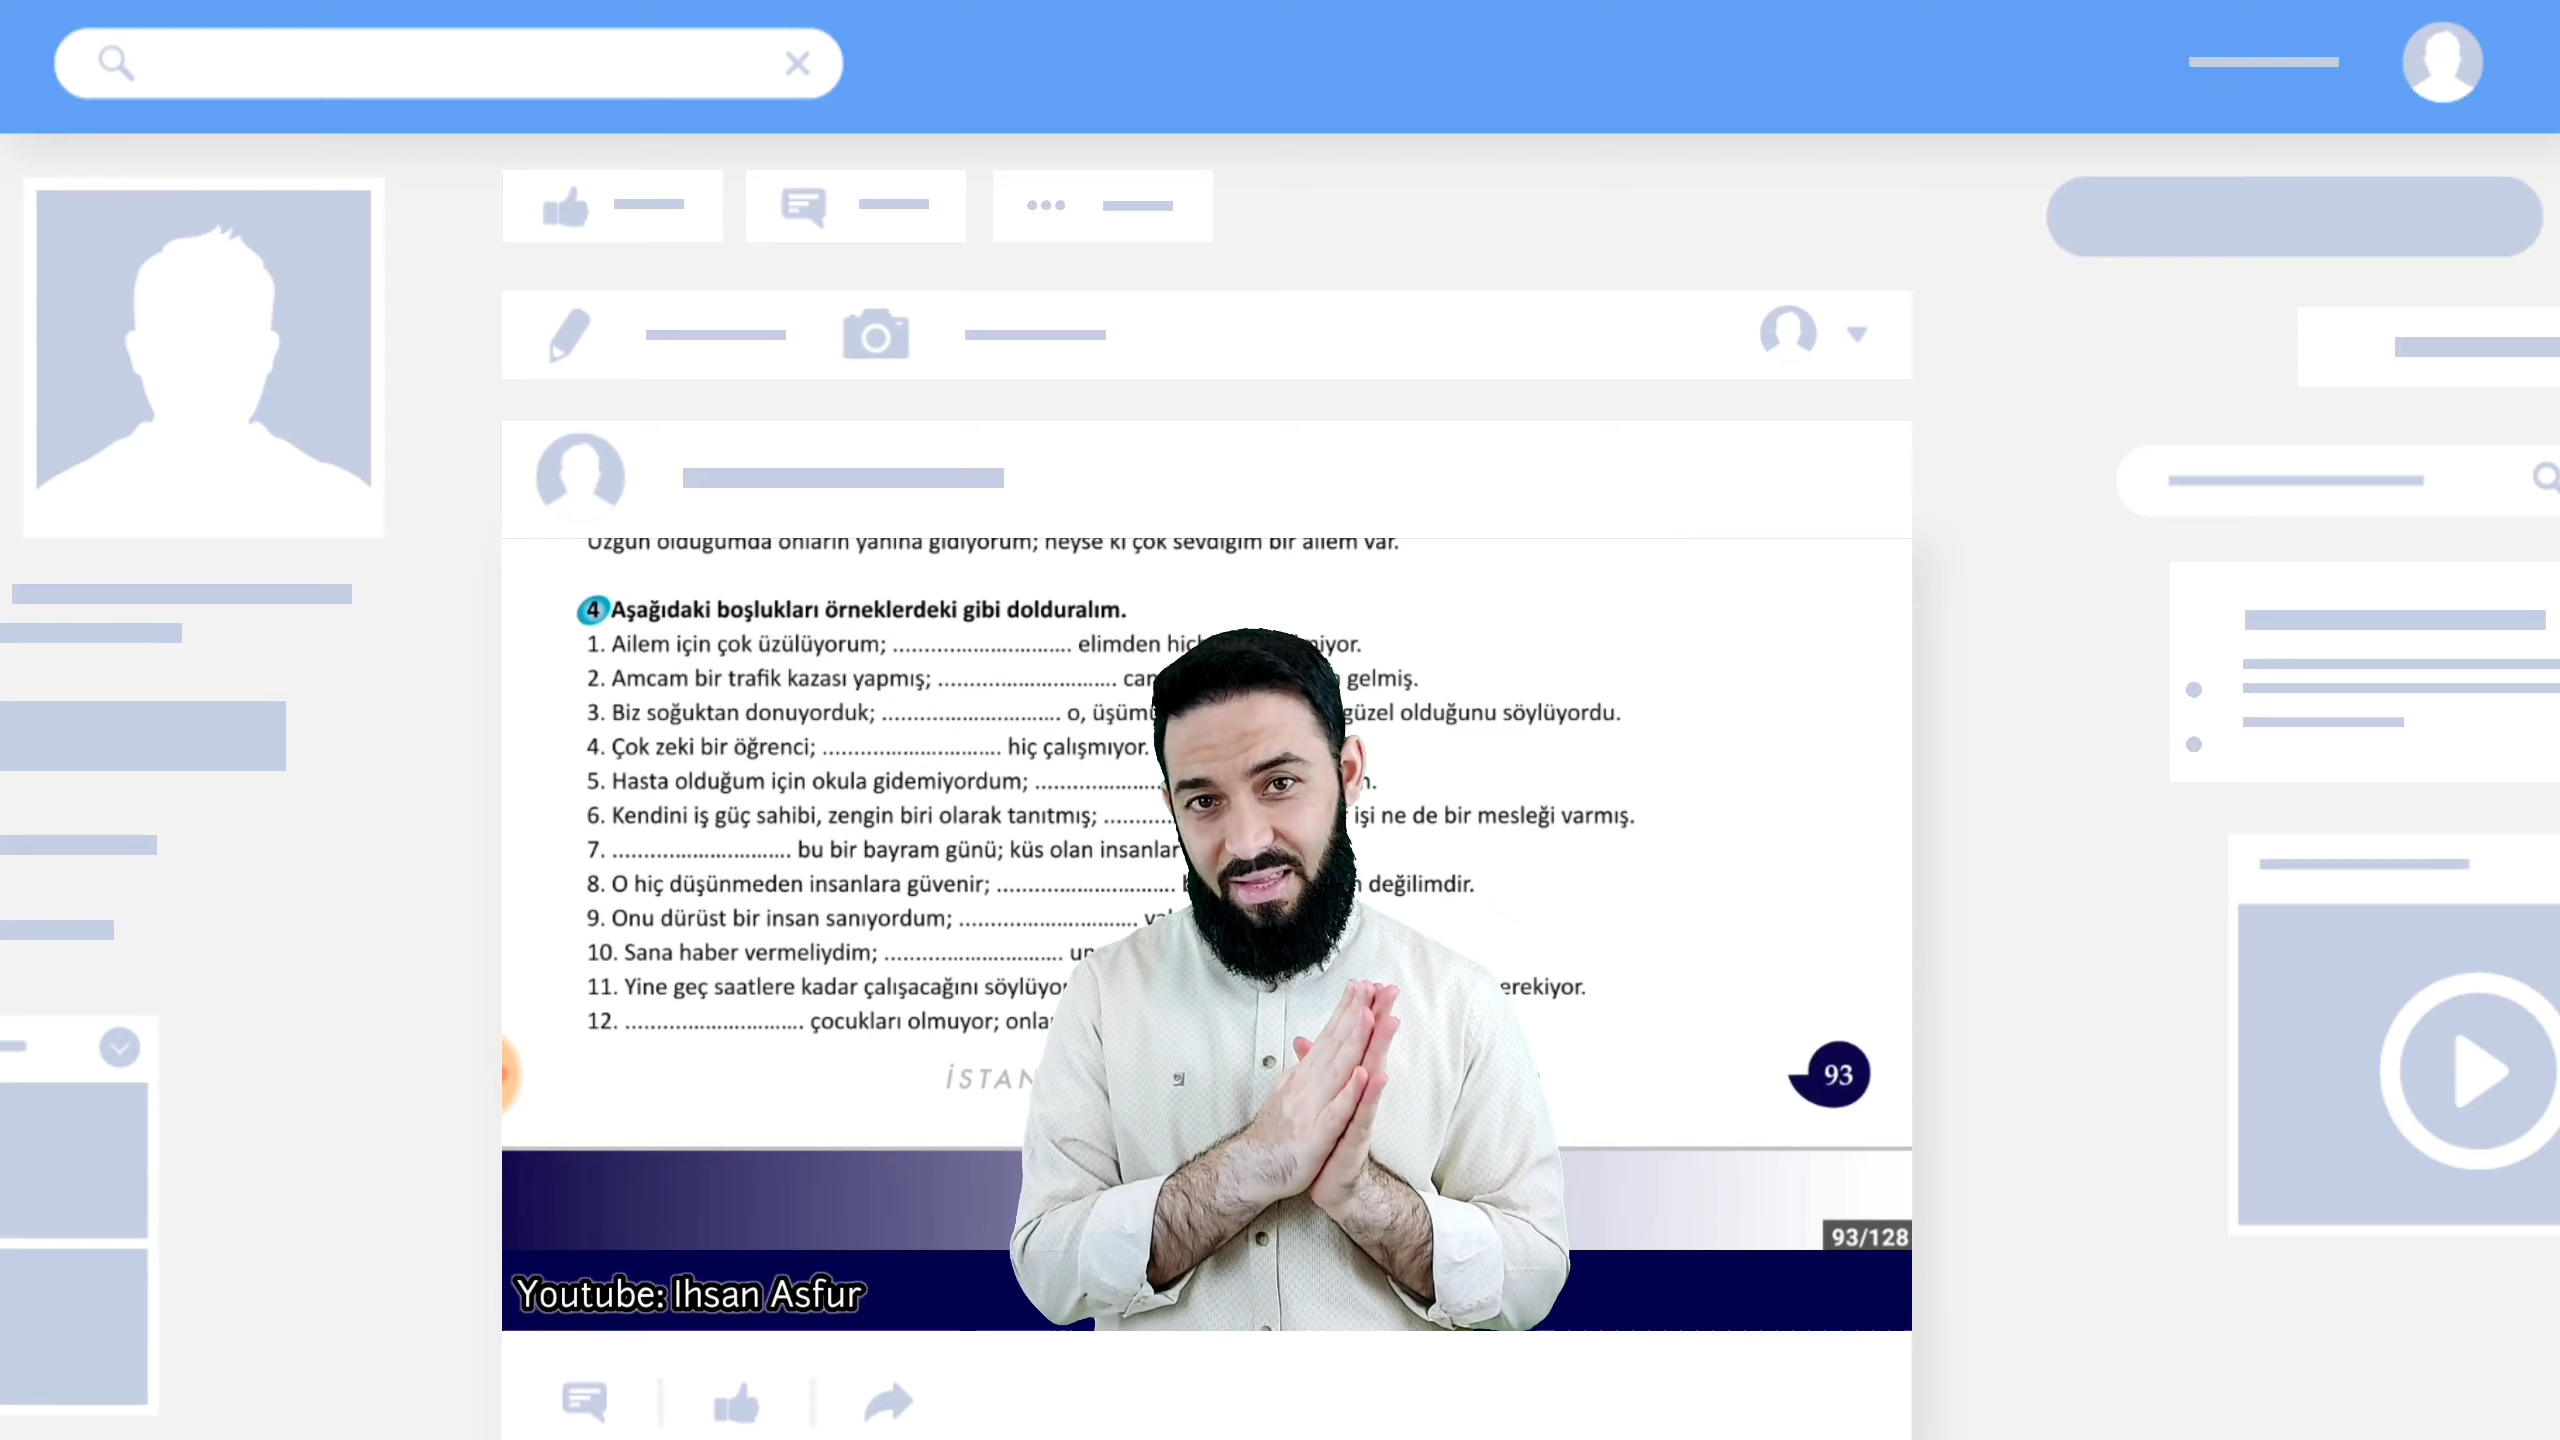 Üzgün olduğumda onların yanına gidiyorum; neyse ki çok sevdiğim bir ailem var.
4 Aşağıdaki boşlukları örneklerdeki gibi dolduralım.
1. Ailem için çok üzülüyorum; ............................ elimden
2. Amcam bir trafik kazası yapmış; ............................ gelmiş.
3. Biz soğuktan donuyorduk; ............................ o, güzel olduğunu söylüyordu.
4. Çok zeki bir öğrenci; ............................ hiç çalışmıyor.
5. Hasta olduğum için okula gidemiyordum; ....................
6. Kendini iş güç sahibi, zengin biri olarak tanıtmış; ........... işi ne de bir mesleği varmış.
7. ............................ bu bir bayram günü; küs olan insanlar
8. O hiç düşünmeden insanlara güvenir; ............................ değilimdir.
9. Onu dürüst bir insan sanıyordum; ............................
10. Sana haber vermeliydim; ............................
11. Yine geç saatlere kadar çalışacağını
12. ............................ çocukları olmuyor;
93
93/128
Youtube: Ihsan Asfur